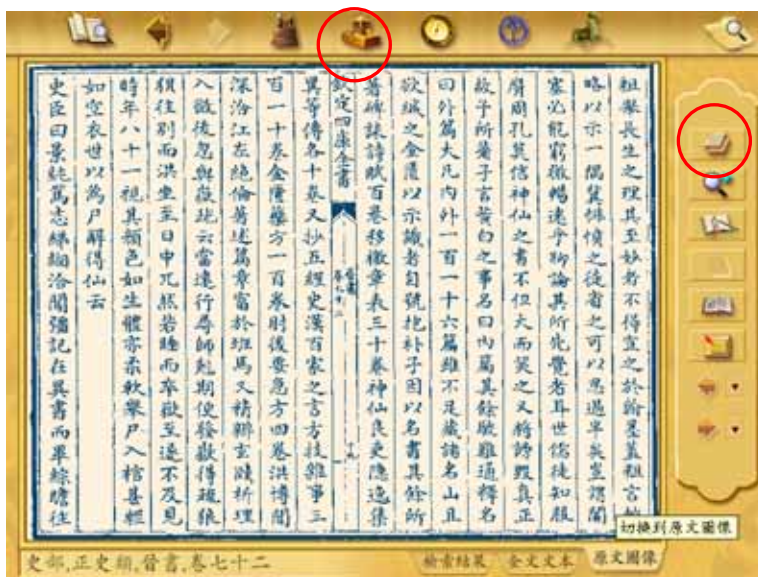 粗舉長生之理其至妙者不得宣之於翰墨蓋粗言
略以示一隅冀悱憤之徒省之可以思過半矣豈謂闇
塞必能窮微暢遠乎聊論其所先覺者耳世儒徒知服
膺周孔莫信神仙之書不但大而笑之又將謗毀真正
故予所著子言黃白之事名曰內篇其餘駁難通釋名
曰外篇大凡內外一百一十六篇雖不足藏諸名山且
欲緘之金匱以示識者自號抱朴子因以名書其餘所
著碑誄詩賦百卷移檄章表三十卷神仙良吏隱逸集
欽定四庫全書
晉書
卷七十二
異等傳各十卷又抄五經史漢百家之言方技雜事三
百一十卷金匱藥方一百卷肘後要急方四卷洪博聞
深洽江左絕倫著述篇章富於班馬又精辯玄賾析理
入微後忽與嶽疏云當遠行尋師剋期便發嶽得疏狼
狽往別而洪坐至日中兀然若睡而卒嶽至遂不及見
時年八十一視其顏色如生體亦柔軟舉尸入棺甚輕
如空衣世以為尸解得仙云
史臣曰景純篤志綈緗洽聞彊記在異書而畢綜瞻往
切換到原文圖像
史部,正史類,晉書,卷七十二
檢索結果
全文文本
原文圖像